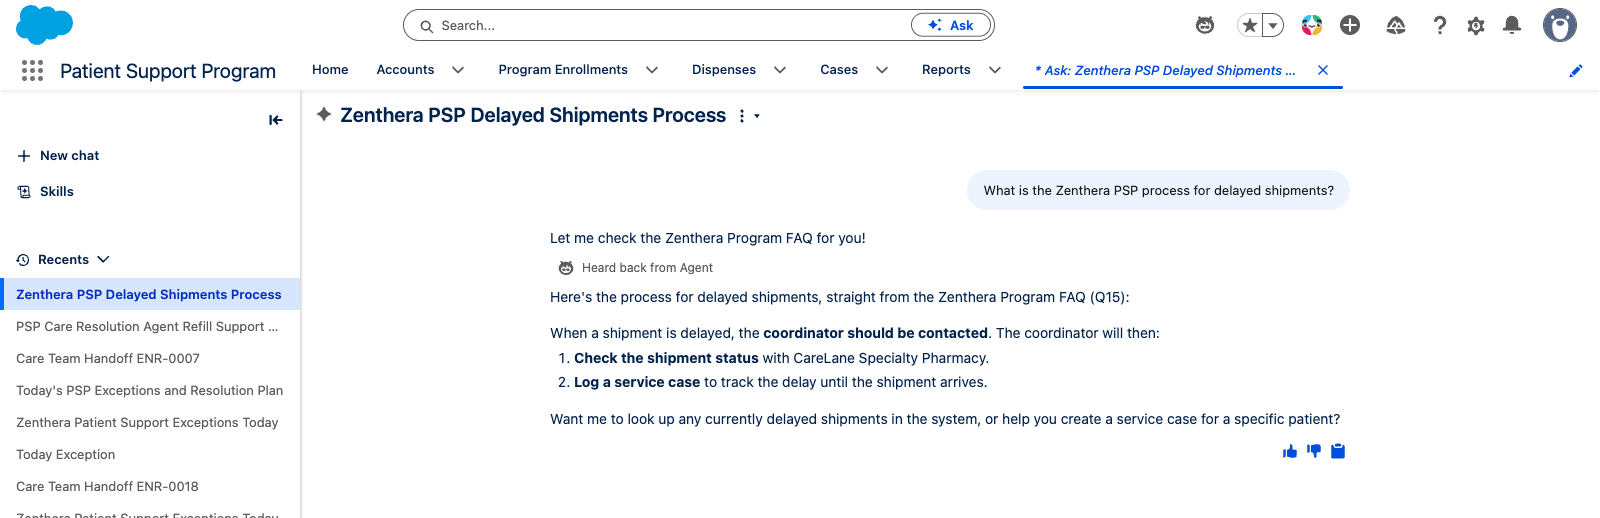 Search...
Ask
Patient Support Program
Home
Accounts
Program Enrollments
Dispenses
Cases
Reports
* Ask: Zenthera PSP Delayed Shipments ...
New chat
Skills
Recents
Zenthera PSP Delayed Shipments Process
PSP Care Resolution Agent Refill Support ...
Care Team Handoff ENR-0007
Today's PSP Exceptions and Resolution Plan
Zenthera Patient Support Exceptions Today
Today Exception
Care Team Handoff ENR-0018
Zenthera Patient Support Exceptions Today
Zenthera PSP Delayed Shipments Process
What is the Zenthera PSP process for delayed shipments?
Let me check the Zenthera Program FAQ for you!
Heard back from Agent
Here's the process for delayed shipments, straight from the Zenthera Program FAQ (Q15):
When a shipment is delayed, the coordinator should be contacted. The coordinator will then:
1. Check the shipment status with CareLane Specialty Pharmacy.
2. Log a service case to track the delay until the shipment arrives.
Want me to look up any currently delayed shipments in the system, or help you create a service case for a specific patient?